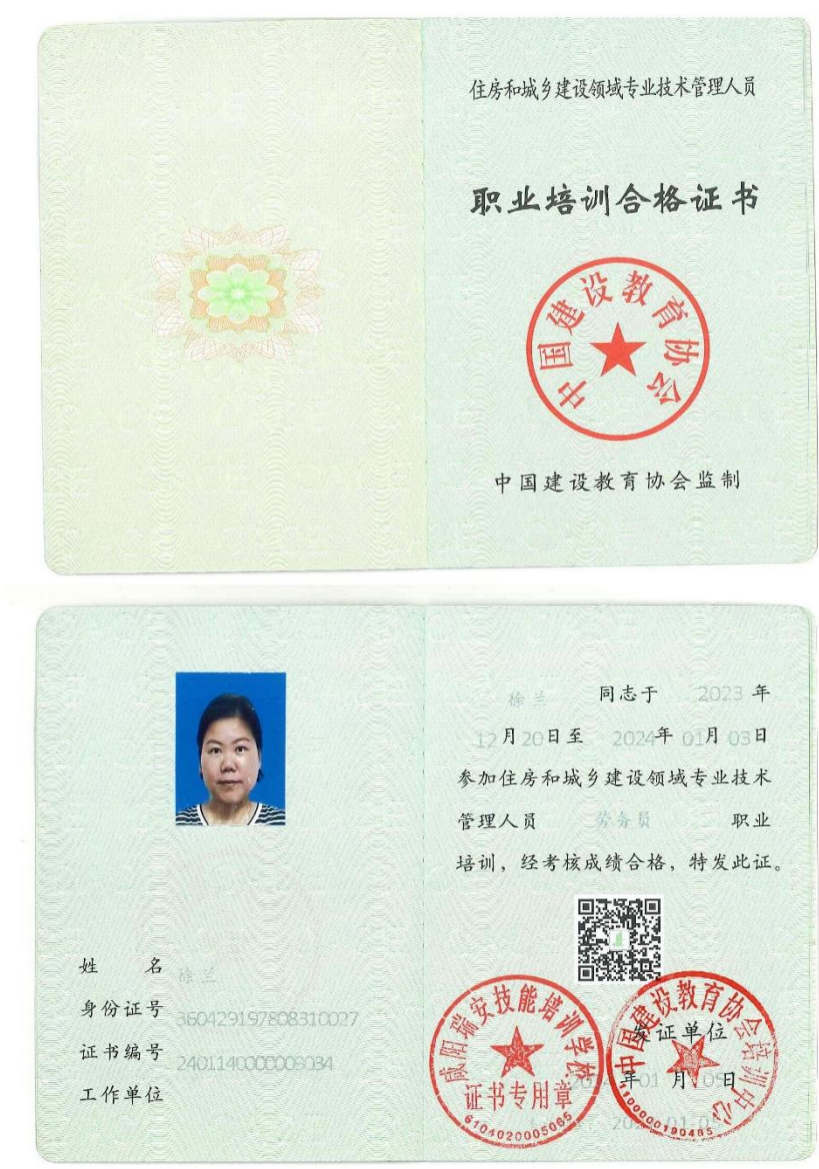 住房和城乡建设领域专业技术管理人员
职业培训合格证书
中国建设教育协会
中国建设教育协会监制
徐兰 同志于 2023 年
12月20日至 2024年 01月 03日
参加住房和城乡建设领域专业技术
管理人员 劳务员 职业
培训，经考核成绩合格，特发此证。
姓 名 徐兰
身份证号 360429197808310027
证书编号 2401140000009034
工作单位
咸阳瑞安技能培训学校
证书专用章
6104020005065
中国建设教育协会培训中心
发证单位
年 01 月 05 日
1100000190485